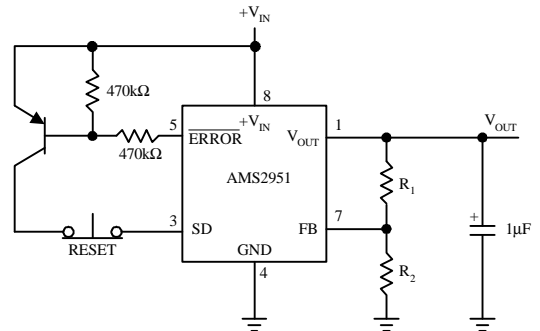 +V_IN
470kΩ
8
+V_IN
5
ERROR
1
V_OUT
V_OUT
470kΩ
AMS2951
R_1
3
SD
7
FB
+
1µF
RESET
GND
R_2
4